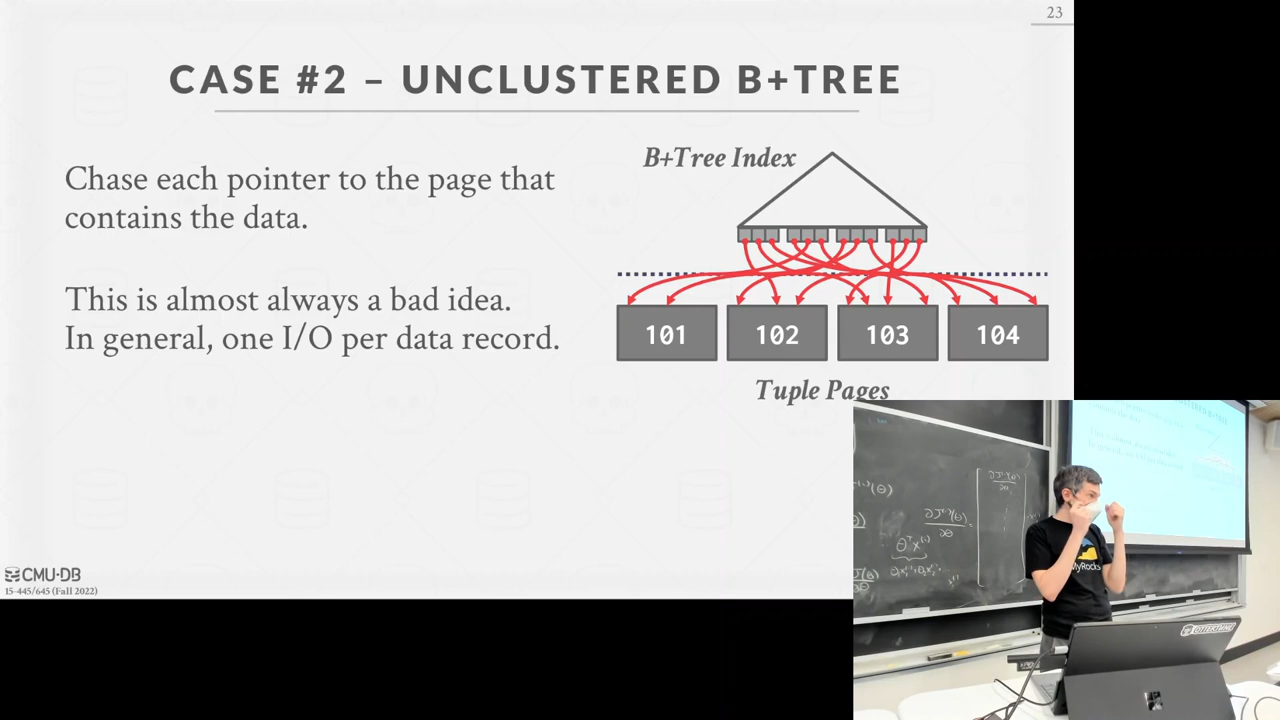 23
CASE #2 – UNCLUSTERED B+TREE
Chase each pointer to the page that
contains the data.
This is almost always a bad idea.
In general, one I/O per data record.
B+Tree Index
101 102 103 104
Tuple Pages
CMU·DB
15-445/645 (Fall 2022)
MyRocks